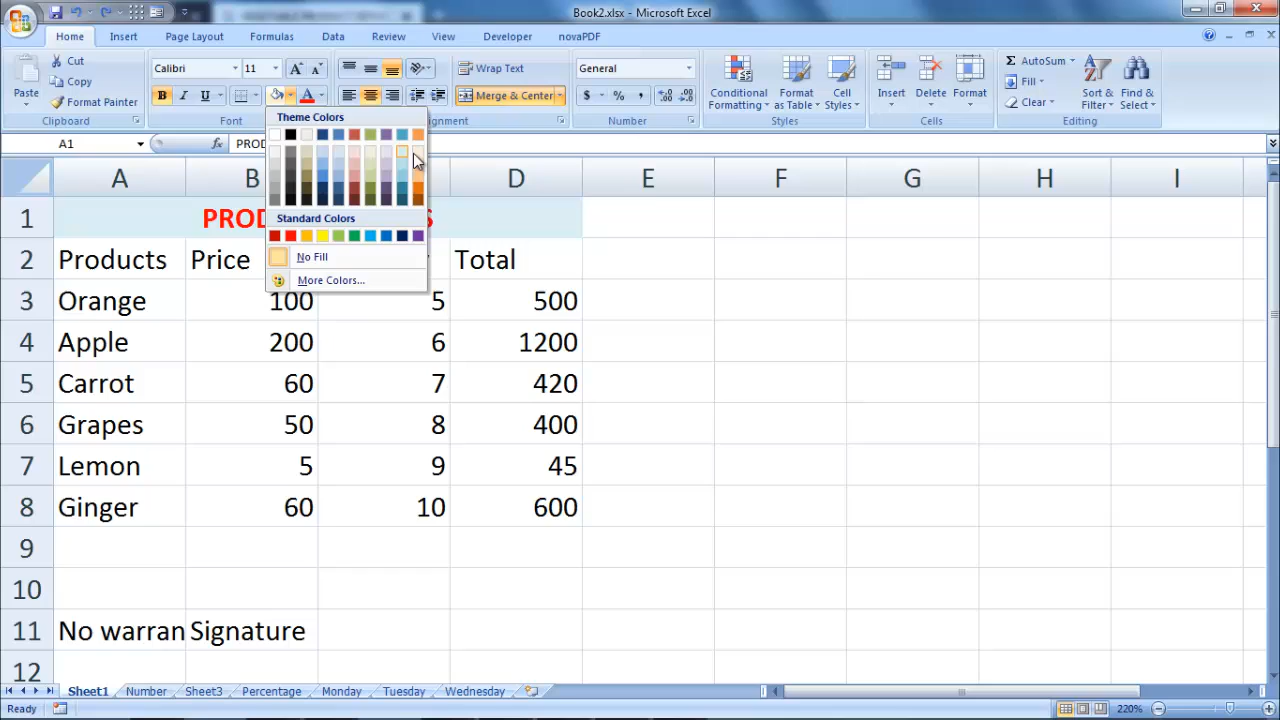 Book2.xlsx - Microsoft Excel
Home Insert Page Layout Formulas Data Review View Developer novaPDF
Paste
Cut
Copy
Format Painter
Clipboard
Calibri 11
B I U
Font
Wrap Text
Merge & Center
ignment
General
$ % ,
Number
Conditional Formatting
Format as Table
Cell Styles
Styles
Insert
Delete
Format
Cells
Σ AutoSum
Fill
Clear
Sort & Filter
Find & Select
Editing
A1 fx PROD
Theme Colors
Standard Colors
No Fill
More Colors...
A B D E F G H I
1 PROD S
2 Products Price Total
3 Orange 100 5 500
4 Apple 200 6 1200
5 Carrot 60 7 420
6 Grapes 50 8 400
7 Lemon 5 9 45
8 Ginger 60 10 600
9
10
11 No warran Signature
12
Sheet1 Number Sheet3 Percentage Monday Tuesday Wednesday
Ready 220%